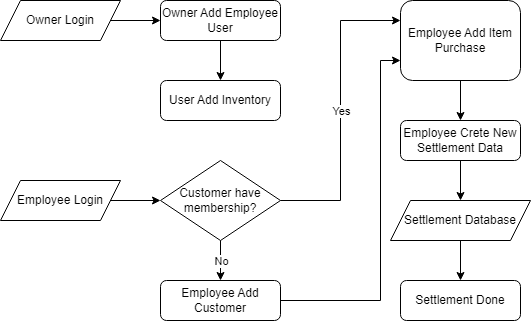 Owner Login
Owner Add Employee
User
User Add Inventory
Employee Login
Customer have
membership?
Yes
No
Employee Add
Customer
Employee Add Item
Purchase
Employee Crete New
Settlement Data
Settlement Database
Settlement Done